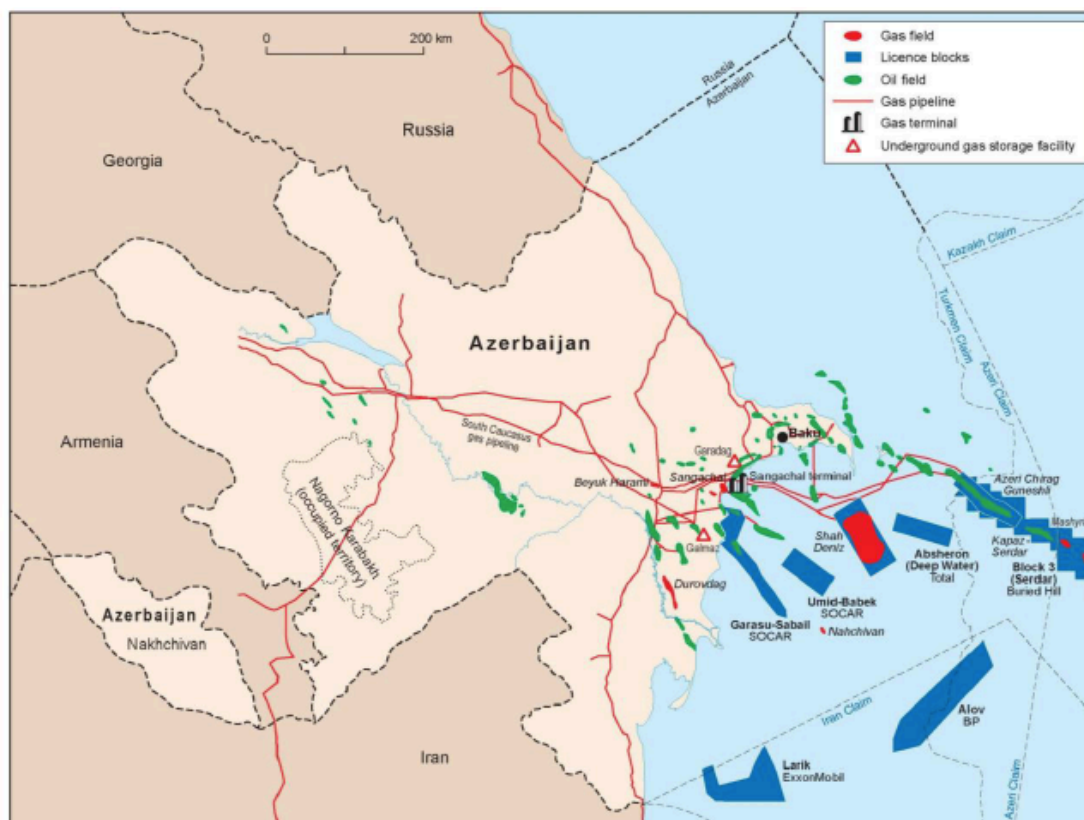 0 200 km
Gas field
Licence blocks
Oil field
Gas pipeline
Gas terminal
Underground gas storage facility
Russia
Azerbaijan
Russia
Georgia
Kazakh Claim
Turkmen Claim
Azeri Claim
Azerbaijan
Armenia
South Caucasus
gas pipeline
Baku
Garadag
Beyuk Harami
Sangachal
Sangachal terminal
Nagorno Karabakh
(occupied territory)
Galmaz
Durovdag
Shah
Deniz
Absheron
(Deep Water)
Total
Azeri Chirag
Guneshli
Kapaz-
Serdar
Mashyn
Block 3
(Serdar)
Buried Hill
Umid-Babek
SOCAR
Garasu-Sabail
SOCAR
Nahchivan
Azerbaijan
Nakhchivan
Iran Claim
Alov
BP
Larik
ExxonMobil
Iran
Azeri Claim